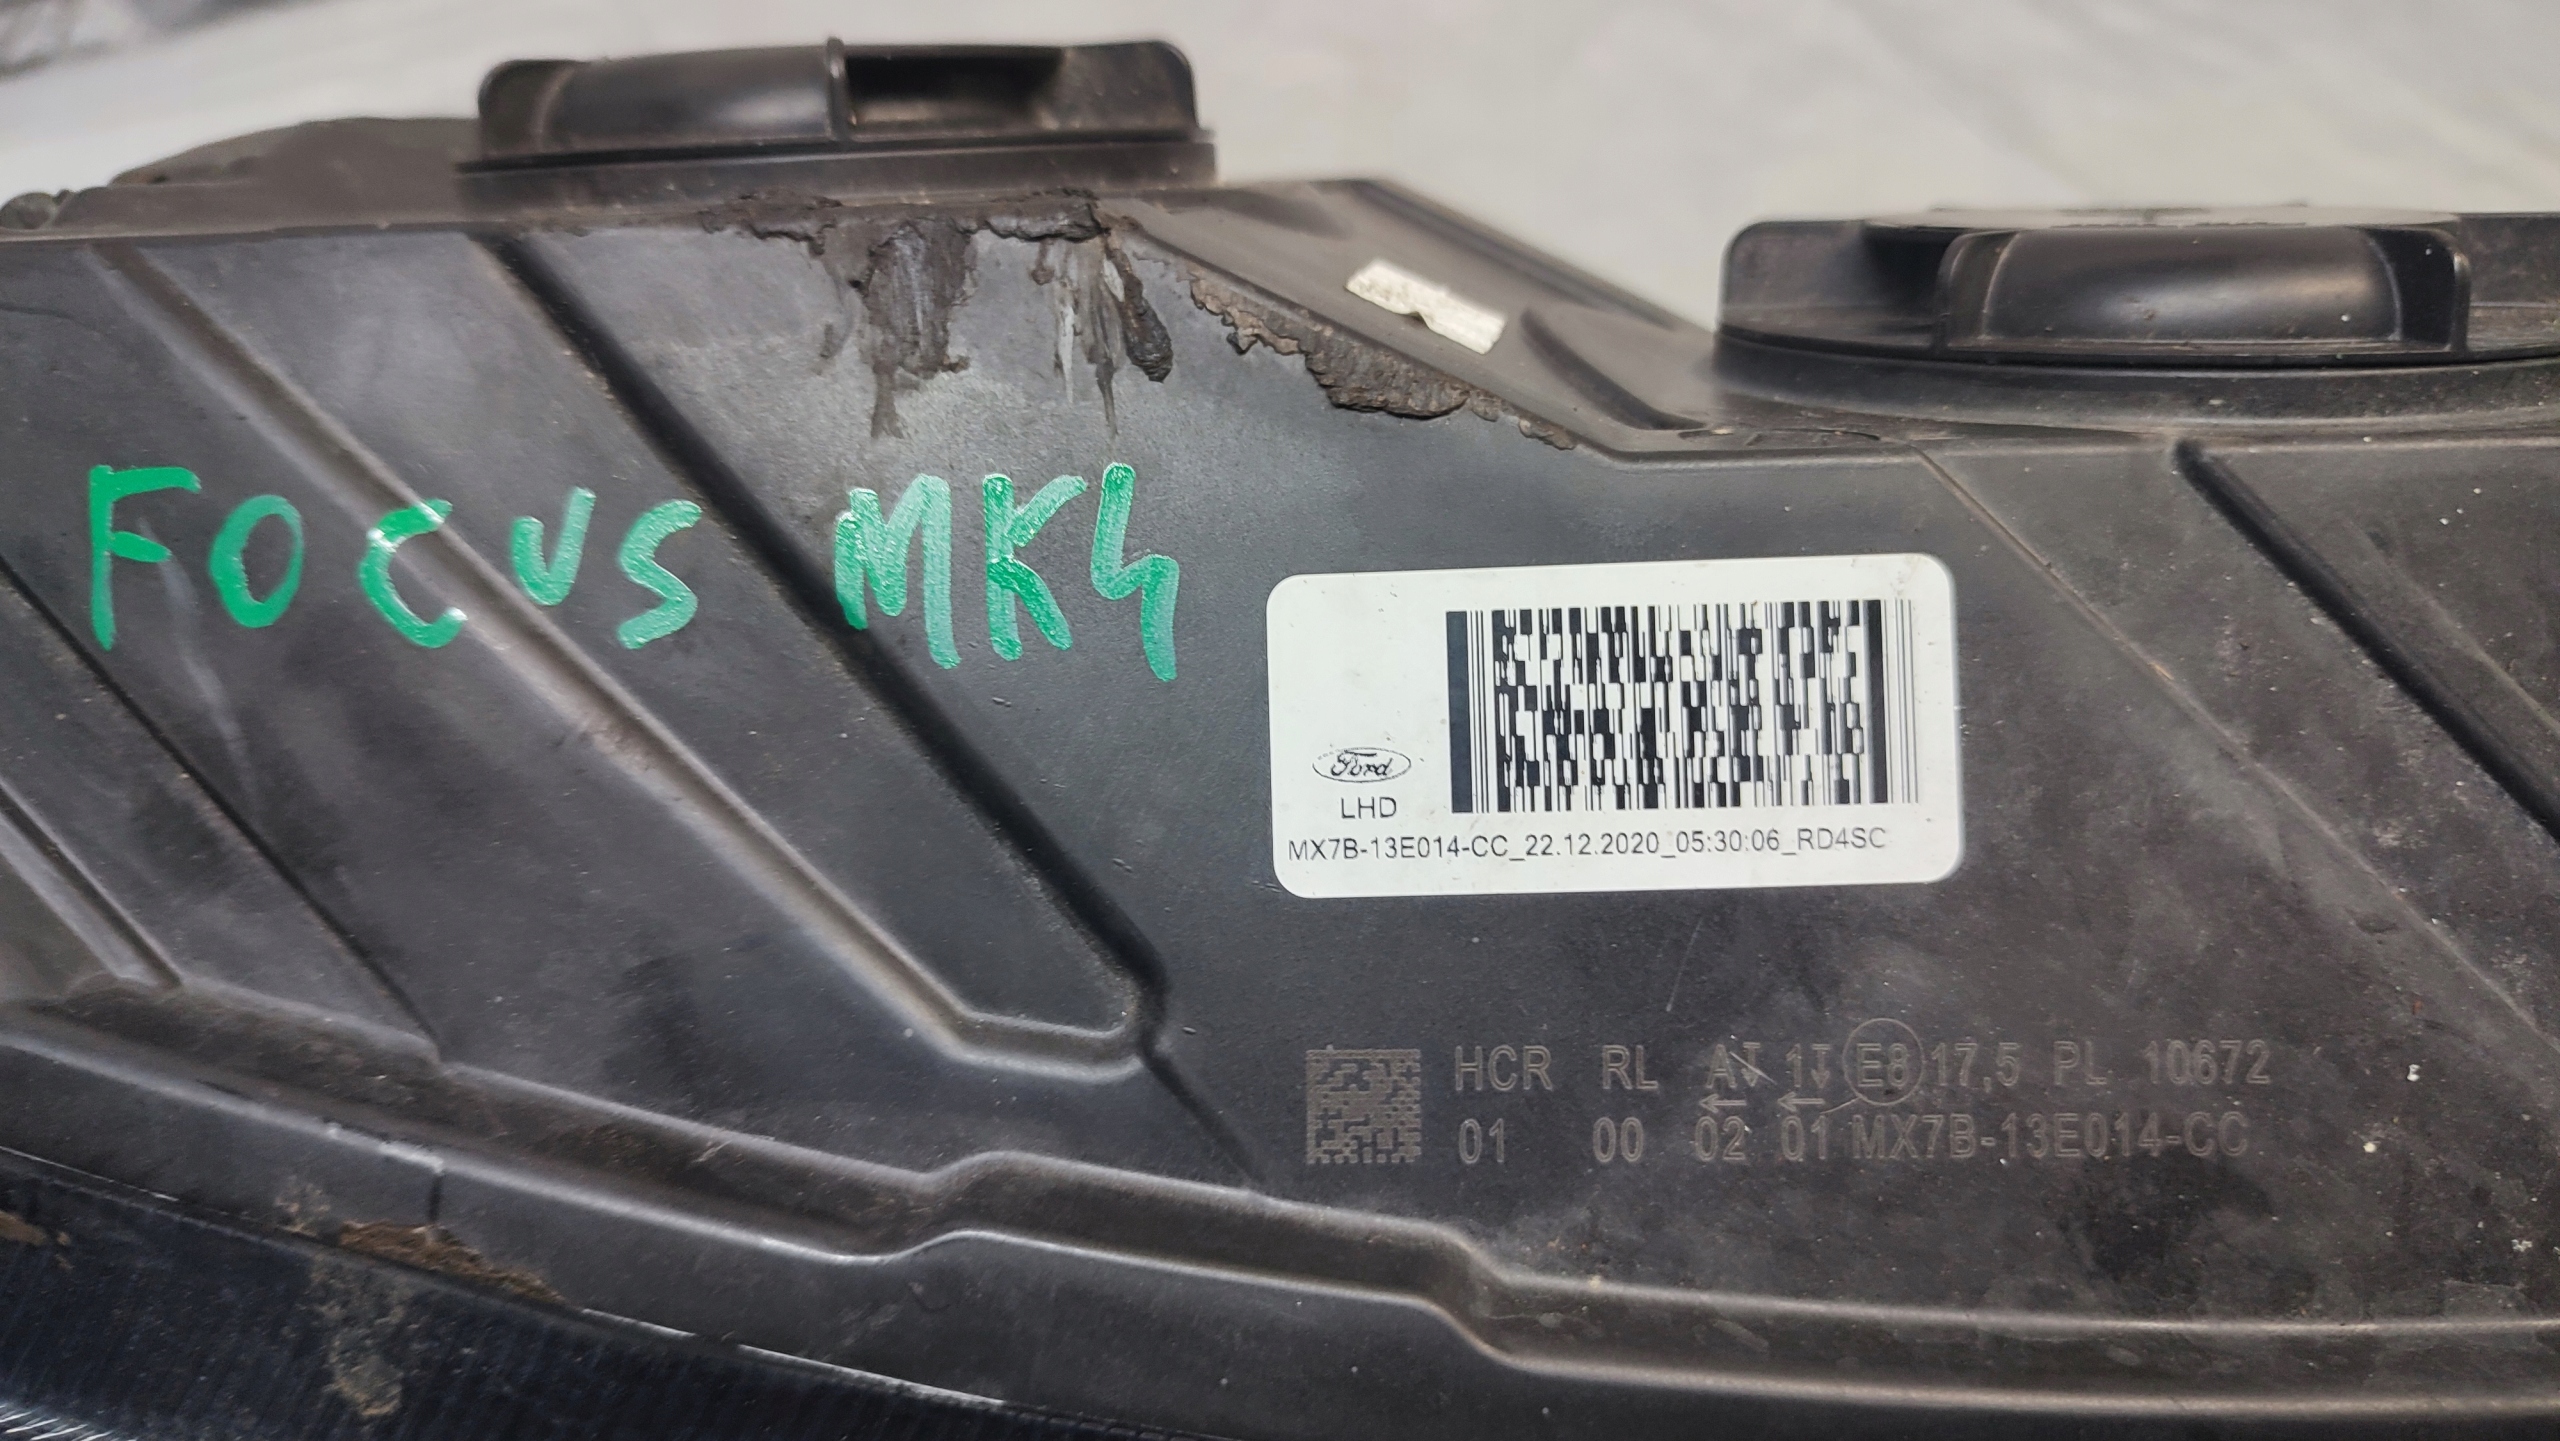 FOCUS MK4
Ford
LHD
MX7B-13E014-CC_22.12.2020_05:30:06_RD4SC
HCR RL A 1 E8 17,5 PL 10672
01 00 02 01 MX7B-13E014-CC